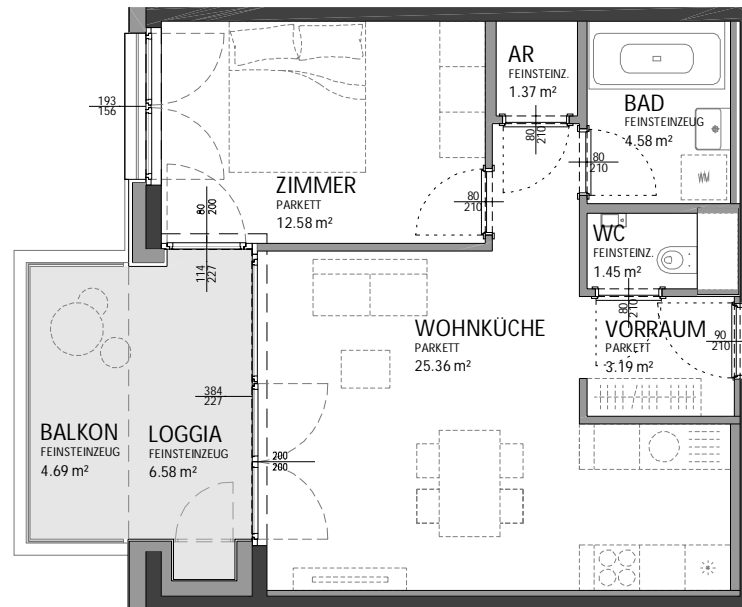 AR
FEINSTEINZ.
1.37 m²
BAD
FEINSTEINZEUG
4.58 m²
193
156
80
210
80
210
ZIMMER
PARKETT
12.58 m²
80
210
80
200
WC
FEINSTEINZ.
1.45 m²
114
227
80
210
WOHNKÜCHE
PARKETT
25.36 m²
VORRAUM
PARKETT
3.19 m²
90
210
384
227
BALKON
FEINSTEINZEUG
4.69 m²
LOGGIA
FEINSTEINZEUG
6.58 m²
200
200
WM